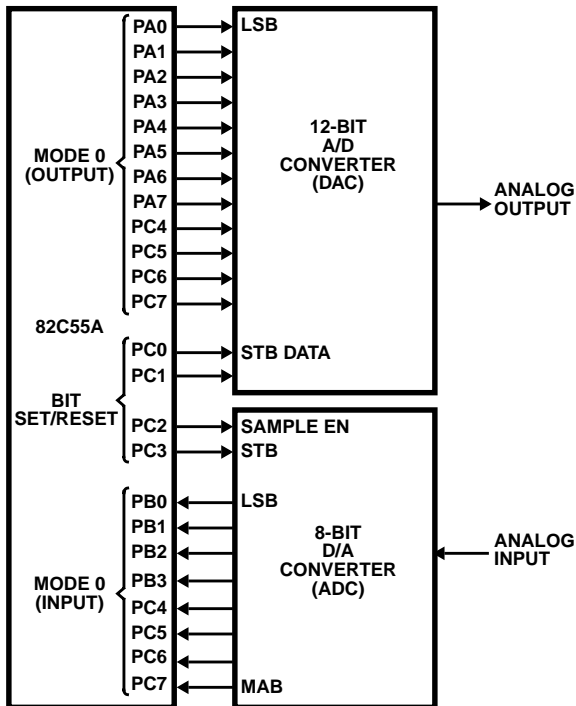 PA0
PA1
PA2
PA3
PA4
PA5
PA6
PA7
PC4
PC5
PC6
PC7
MODE 0
(OUTPUT)
LSB
12-BIT
A/D
CONVERTER
(DAC)
ANALOG
OUTPUT
82C55A
PC0
PC1
PC2
PC3
BIT
SET/RESET
STB DATA
SAMPLE EN
STB
PB0
PB1
PB2
PB3
PC4
PC5
PC6
PC7
MODE 0
(INPUT)
LSB
8-BIT
D/A
CONVERTER
(ADC)
MAB
ANALOG
INPUT